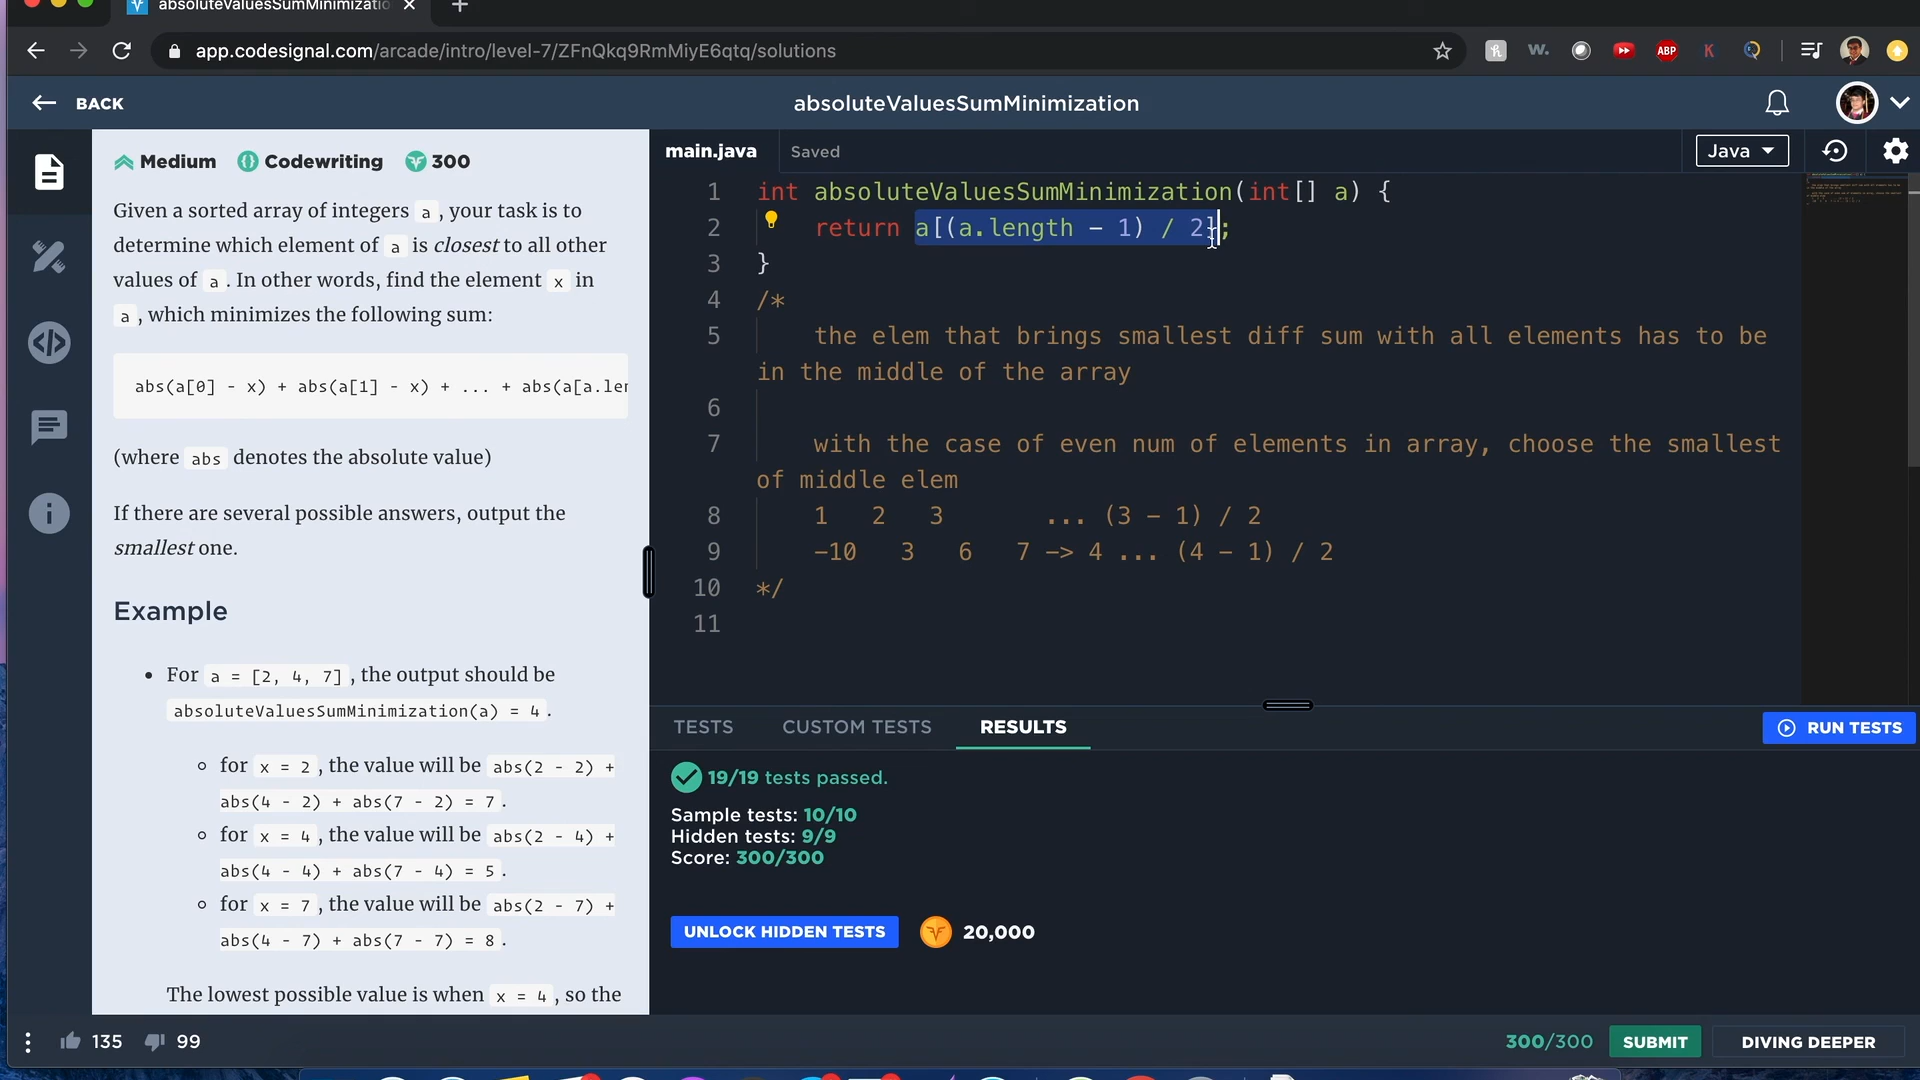 absoluteValuesSumMinimizatio
app.codesignal.com/arcade/intro/level-7/ZFnQkq9RmMiyE6qtq/solutions
w.
ABP
K
BACK
absoluteValuesSumMinimization
Medium Codewriting 300
Given a sorted array of integers a , your task is to
determine which element of a is closest to all other
values of a . In other words, find the element x in
a , which minimizes the following sum:
abs(a[0] - x) + abs(a[1] - x) + ... + abs(a[a.len
(where abs denotes the absolute value)
If there are several possible answers, output the
smallest one.
Example
• For a = [2, 4, 7] , the output should be
absoluteValuesSumMinimization(a) = 4 .
for x = 2 , the value will be abs(2 - 2) +
abs(4 - 2) + abs(7 - 2) = 7 .
for x = 4 , the value will be abs(2 - 4) +
abs(4 - 4) + abs(7 - 4) = 5 .
for x = 7 , the value will be abs(2 - 7) +
abs(4 - 7) + abs(7 - 7) = 8 .
The lowest possible value is when x = 4 , so the
135 99
main.java Saved Java
1 int absoluteValuesSumMinimization(int[] a) {
2 return a[(a.length - 1) / 2];
3 }
4 /*
5 the elem that brings smallest diff sum with all elements has to be
in the middle of the array
6
7 with the case of even num of elements in array, choose the smallest
of middle elem
8 1 2 3 ... (3 - 1) / 2
9 -10 3 6 7 -> 4 ... (4 - 1) / 2
10 */
11
TESTS CUSTOM TESTS RESULTS RUN TESTS
19/19 tests passed.
Sample tests: 10/10
Hidden tests: 9/9
Score: 300/300
UNLOCK HIDDEN TESTS 20,000
300/300 SUBMIT DIVING DEEPER